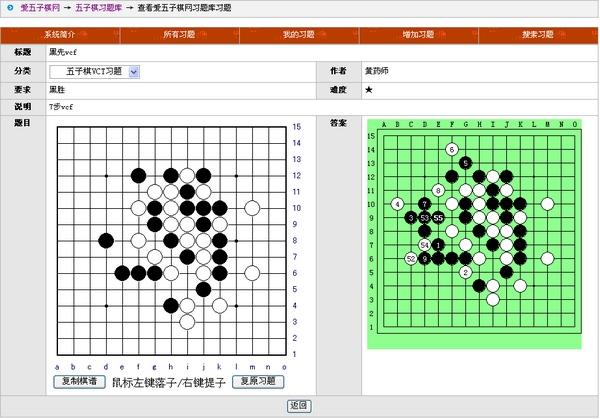 爱五子棋网 → 五子棋习题库 → 查看爱五子棋网习题库习题
系统简介 所有习题 我的习题 增加习题 搜索习题
标题 黑先vcf
分类 五子棋VCT习题 作者 黄药师
要求 黑胜 难度 ★
说明 7步vcf
题目 答案
15
14
13
12
11
10
9
8
7
6
5
4
3
2
1
a b c d e f g h i j k l m n o
A B C D E F G H I J K L M N O
15
14 6
13 5
12
11 8
10 4 7
9 3 53 55
8
7 54 1
6 52 9
5 2
4
3
2
1
复制棋谱 鼠标左键落子/右键提子 复原习题
返回